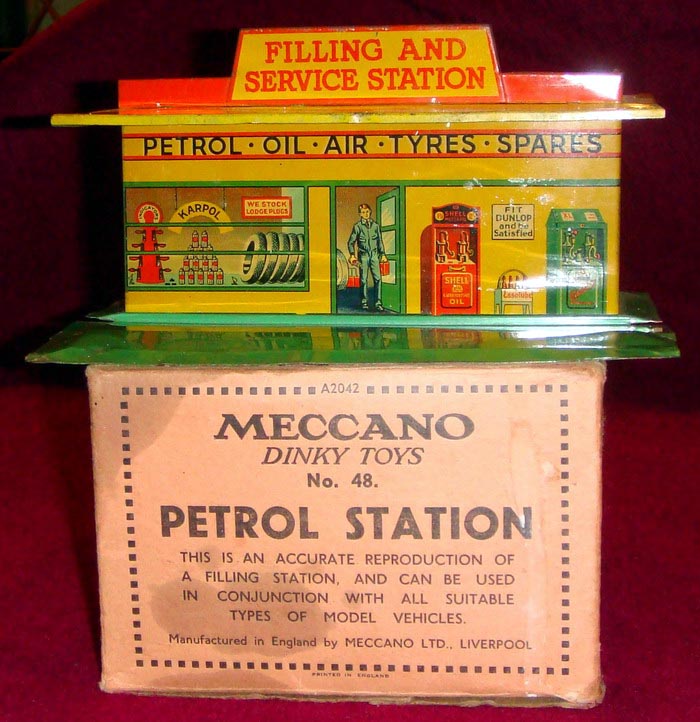 FILLING AND
SERVICE STATION
PETROL · OIL · AIR · TYRES · SPARES
KARPOL
WE STOCK
LODGE PLUGS
SHELL
SHELL
OIL
FIT
DUNLOP
and be
Satisfied
A2042
MECCANO
DINKY TOYS
No. 48.
PETROL STATION
THIS IS AN ACCURATE REPRODUCTION OF
A FILLING STATION, AND CAN BE USED
IN CONJUNCTION WITH ALL SUITABLE
TYPES OF MODEL VEHICLES.
Manufactured in England by MECCANO LTD., LIVERPOOL
PRINTED IN ENGLAND